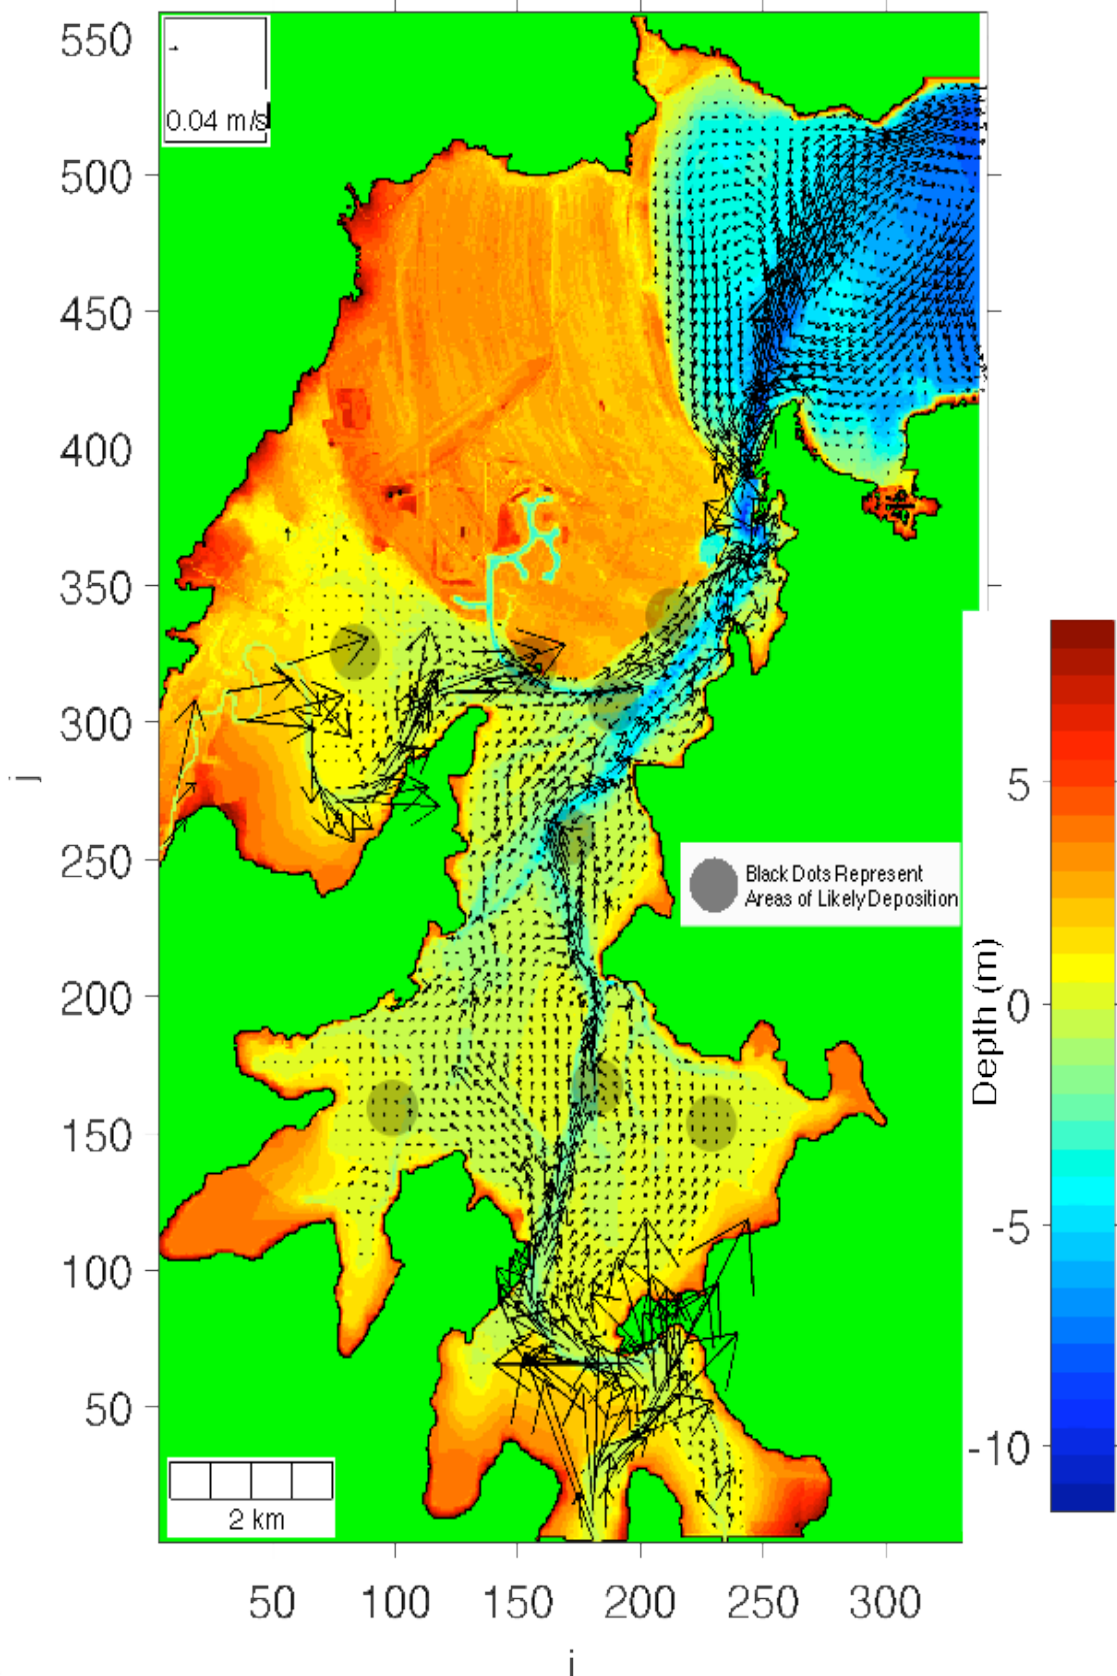 550
0.04 m/s
500
450
400
350
300
j
5
250
Black Dots Represent
Areas of Likely Deposition
Depth (m)
200
0
150
-5
100
50
-10
2 km
50 100 150 200 250 300
i